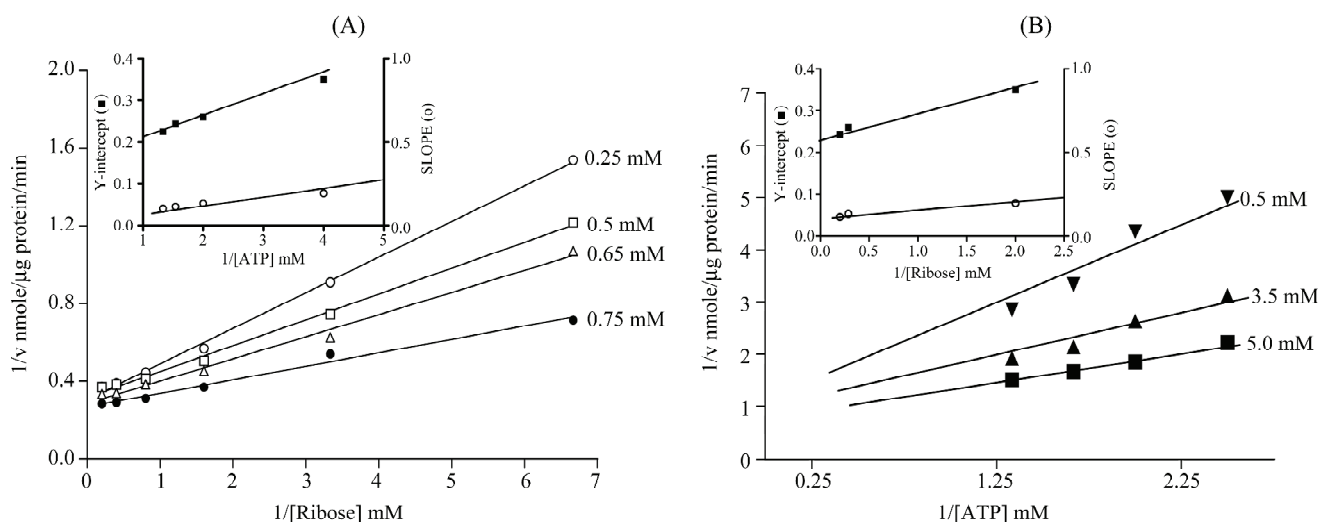 (A)
2.0
1.6
1.2
0.8
0.4
0.0
1/v nmole/µg protein/min
0 1 2 3 4 5 6 7
1/[Ribose] mM
0.25 mM
0.5 mM
0.65 mM
0.75 mM
0.4
0.3
0.2
0.1
0.0
Y-intercept (■)
1.0
0.5
0.0
SLOPE (o)
1 2 3 4 5
1/[ATP] mM
(B)
7
6
5
4
3
2
1
0
1/v nmole/µg protein/min
0.25 1.25 2.25
1/[ATP] mM
0.5 mM
3.5 mM
5.0 mM
0.4
0.3
0.2
0.1
0.0
Y-intercept (■)
1.0
0.5
0.0
SLOPE (o)
0.0 0.5 1.0 1.5 2.0 2.5
1/[Ribose] mM